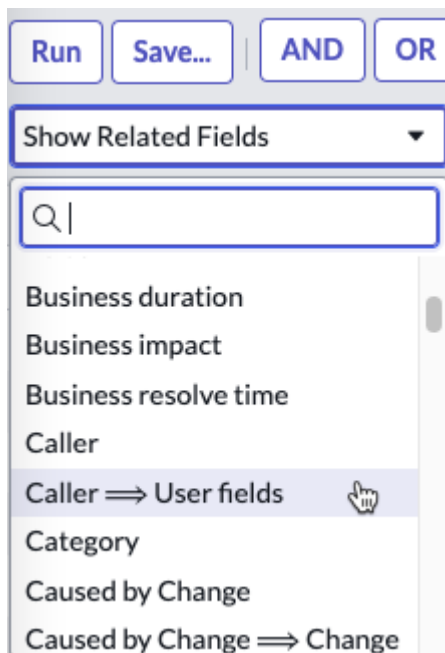 Run Save... AND OR
Show Related Fields
Business duration
Business impact
Business resolve time
Caller
Caller ⟹ User fields
Category
Caused by Change
Caused by Change ⟹ Change